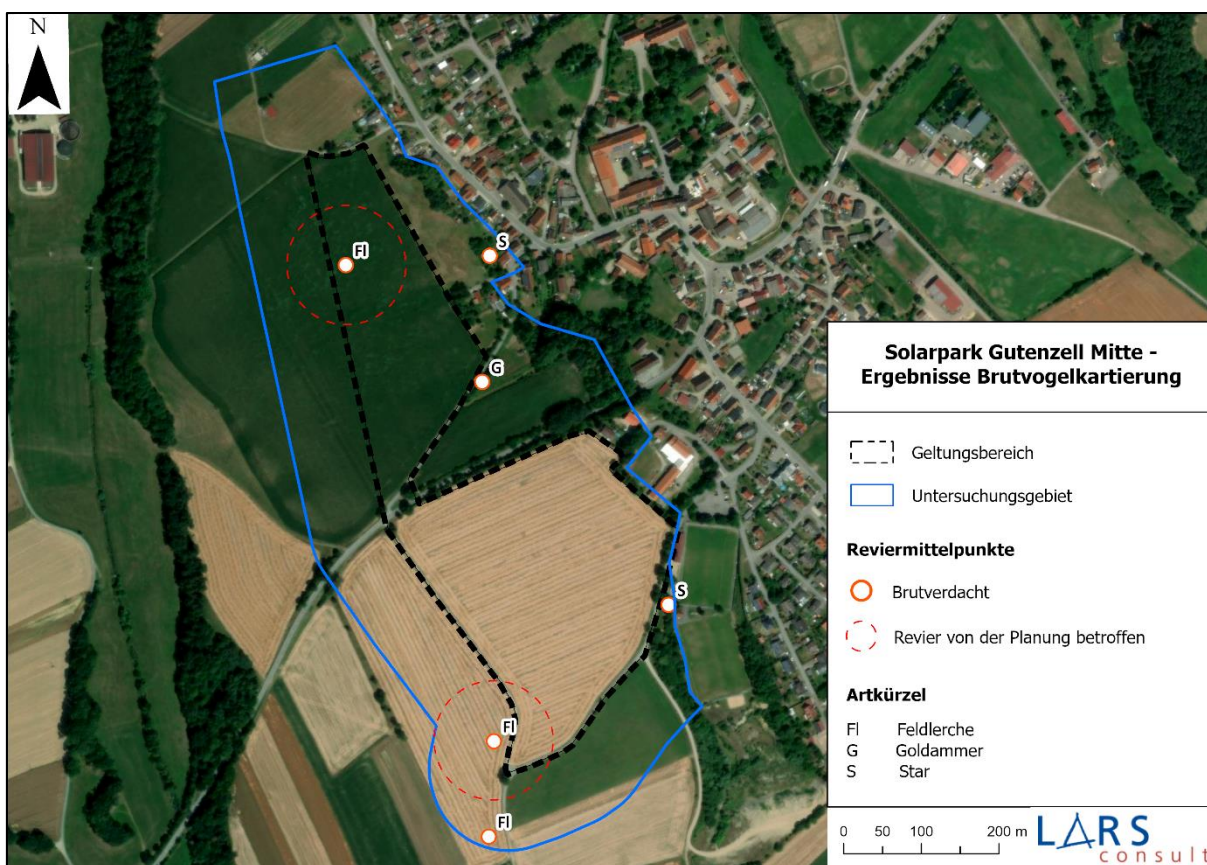 N
Fl
S
G
S
Fl
Fl
Solarpark Gutenzell Mitte -
Ergebnisse Brutvogelkartierung
Geltungsbereich
Untersuchungsgebiet
Reviermittelpunkte
Brutverdacht
Revier von der Planung betroffen
Artkürzel
Fl Feldlerche
G Goldammer
S Star
0 50 100 200 m
LARS
consult